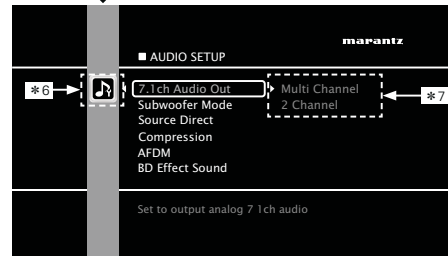 marantz
■ AUDIO SETUP
*6
7.1ch Audio Out
Multi Channel
*7
Subwoofer Mode
2 Channel
Source Direct
Compression
AFDM
BD Effect Sound
Set to output analog 7 1ch audio